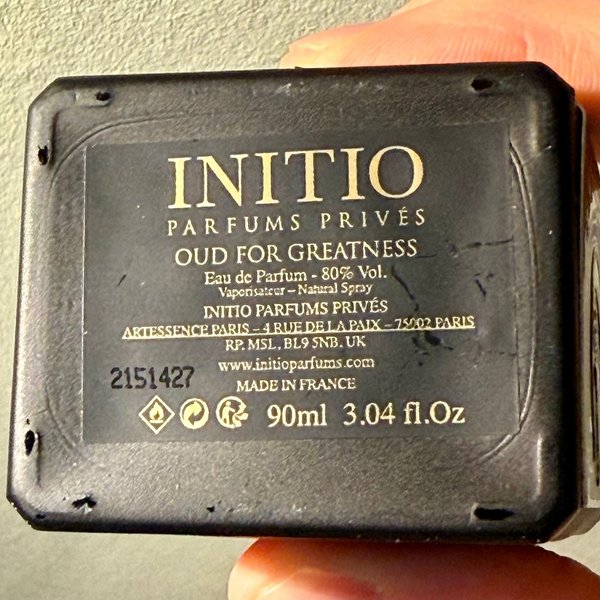 INITIO
PARFUMS PRIVÉS
OUD FOR GREATNESS
Eau de Parfum - 80% Vol.
Vaporisateur – Natural Spray
INITIO PARFUMS PRIVÉS
ARTESSENCE PARIS – 4 RUE DE LA PAIX – 75002 PARIS
RP. MSL., BL9 5NB, UK
www.initioparfums.com
2151427
MADE IN FRANCE
90ml 3.04 fl.Oz